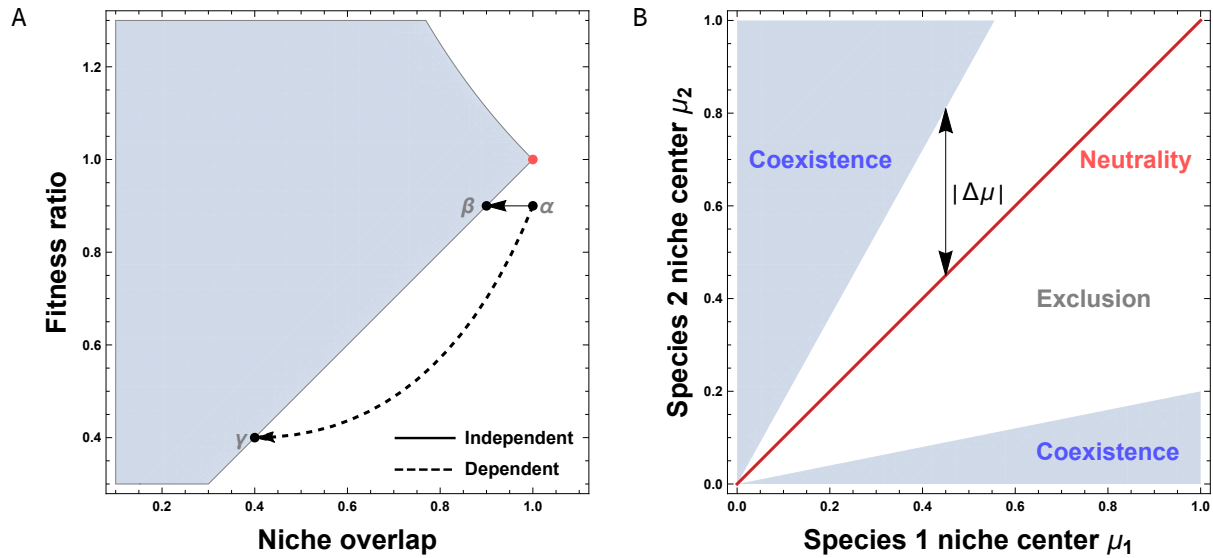 A
Fitness ratio
1.2
1.0
0.8
0.6
0.4
β
α
γ
Independent
Dependent
0.2
0.4
0.6
0.8
1.0
Niche overlap
B
Species 2 niche center μ2
1.0
0.8
0.6
0.4
0.2
0.0
Coexistence
Neutrality
|Δμ|
Exclusion
Coexistence
0.0
0.2
0.4
0.6
0.8
1.0
Species 1 niche center μ1